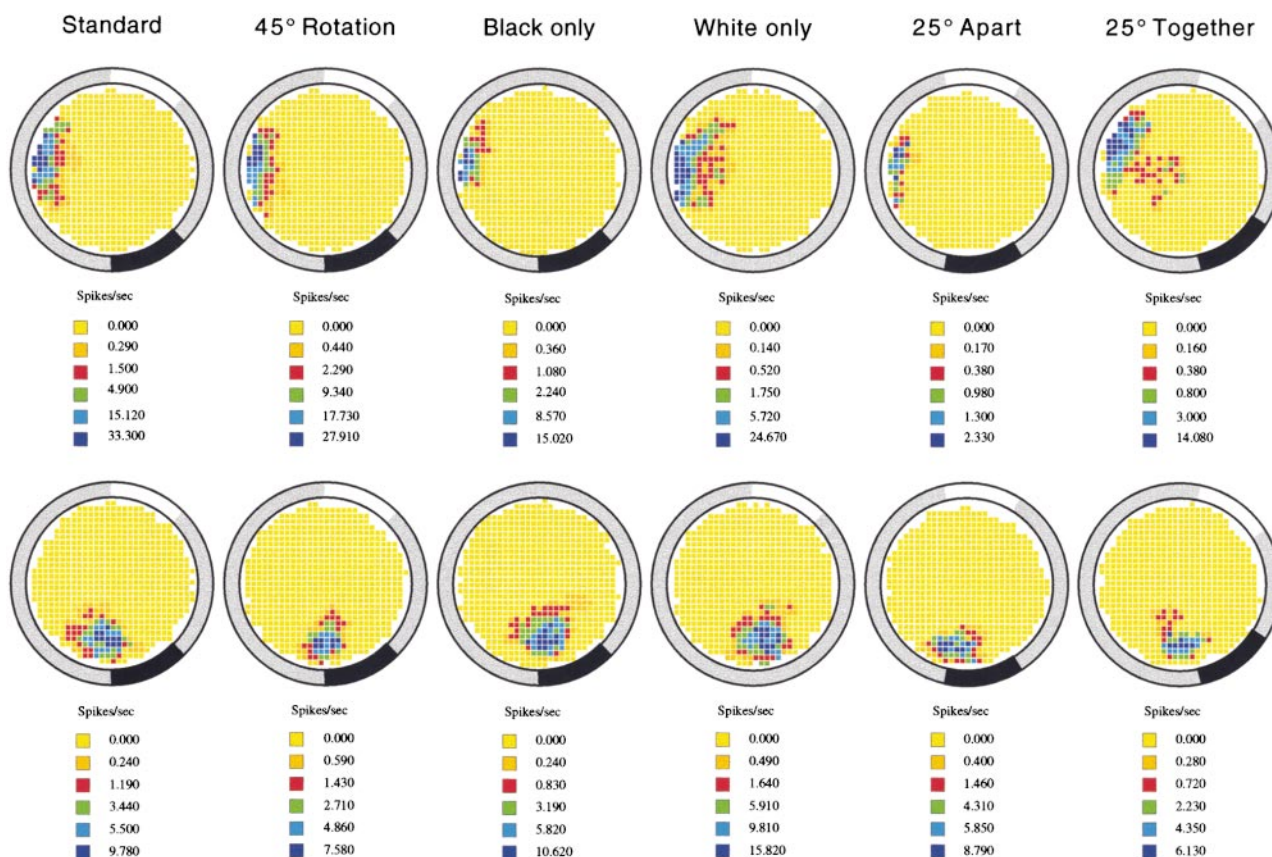 Standard 45° Rotation Black only White only 25° Apart 25° Together
Spikes/sec Spikes/sec Spikes/sec Spikes/sec Spikes/sec Spikes/sec
0.000 0.000 0.000 0.000 0.000 0.000
0.290 0.440 0.360 0.140 0.170 0.160
1.500 2.290 1.080 0.520 0.380 0.380
4.900 9.340 2.240 1.750 0.980 0.800
15.120 17.730 8.570 5.720 1.300 3.000
33.300 27.910 15.020 24.670 2.330 14.080
Spikes/sec Spikes/sec Spikes/sec Spikes/sec Spikes/sec Spikes/sec
0.000 0.000 0.000 0.000 0.000 0.000
0.240 0.590 0.240 0.490 0.400 0.280
1.190 1.430 0.830 1.640 1.460 0.720
3.440 2.710 3.190 5.910 4.310 2.230
5.500 4.860 5.820 9.810 5.850 4.350
9.780 7.580 10.620 15.820 8.790 6.130